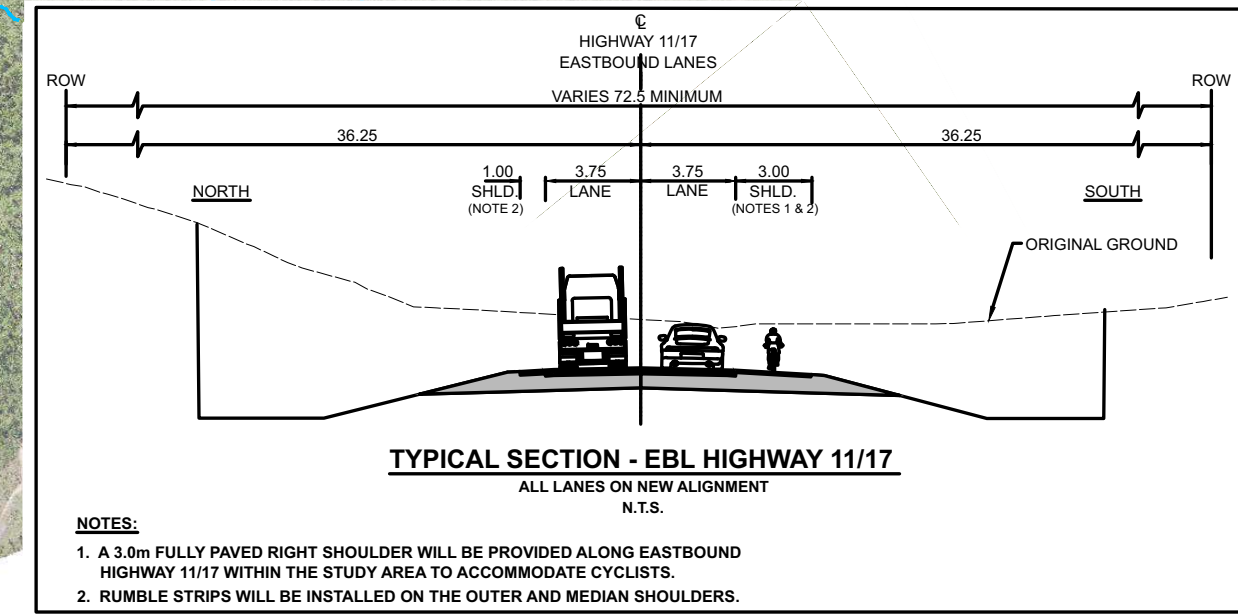 ℄
HIGHWAY 11/17
EASTBOUND LANES
ROW
ROW
VARIES 72.5 MINIMUM
36.25
36.25
1.00
SHLD.
(NOTE 2)
3.75
LANE
3.75
LANE
3.00
SHLD.
(NOTES 1 & 2)
NORTH
SOUTH
ORIGINAL GROUND
TYPICAL SECTION - EBL HIGHWAY 11/17
ALL LANES ON NEW ALIGNMENT
N.T.S.
NOTES:
1. A 3.0m FULLY PAVED RIGHT SHOULDER WILL BE PROVIDED ALONG EASTBOUND
HIGHWAY 11/17 WITHIN THE STUDY AREA TO ACCOMMODATE CYCLISTS.
2. RUMBLE STRIPS WILL BE INSTALLED ON THE OUTER AND MEDIAN SHOULDERS.